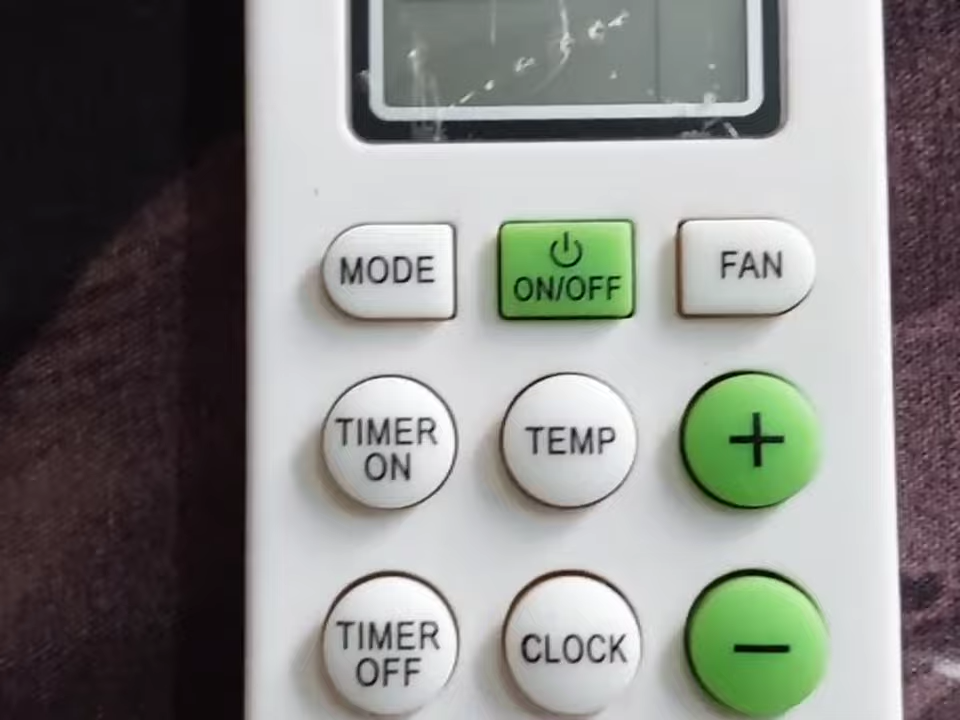 MODE
ON/OFF
FAN
TIMER
ON
TEMP
+
TIMER
OFF
CLOCK
−